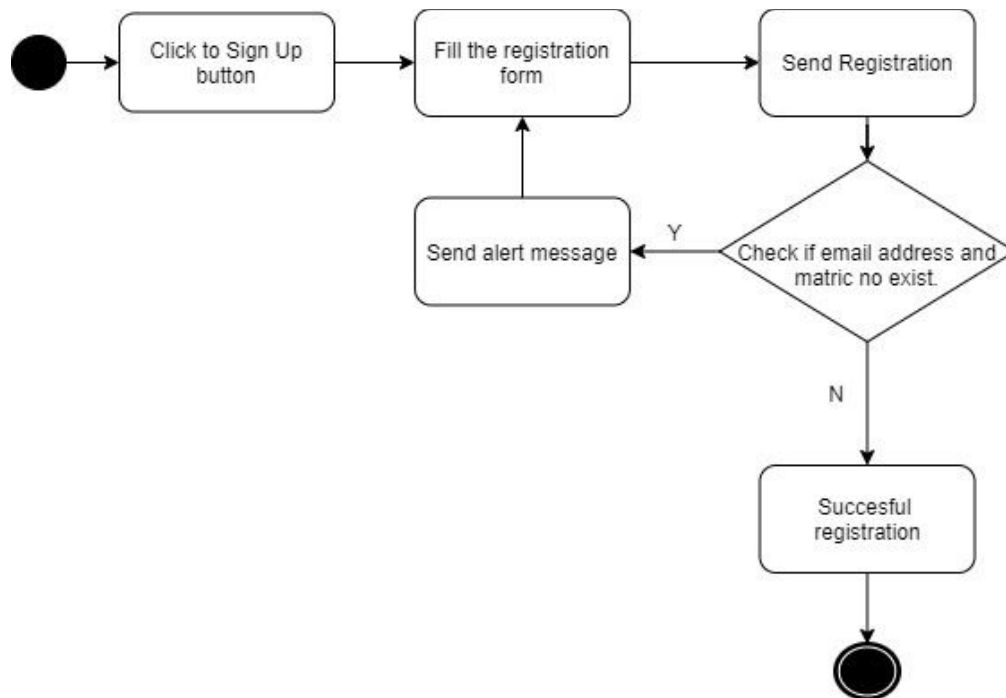 Click to Sign Up
button
Fill the registration
form
Send Registration
Send alert message
Y
Check if email address and
matric no exist.
N
Succesful
registration